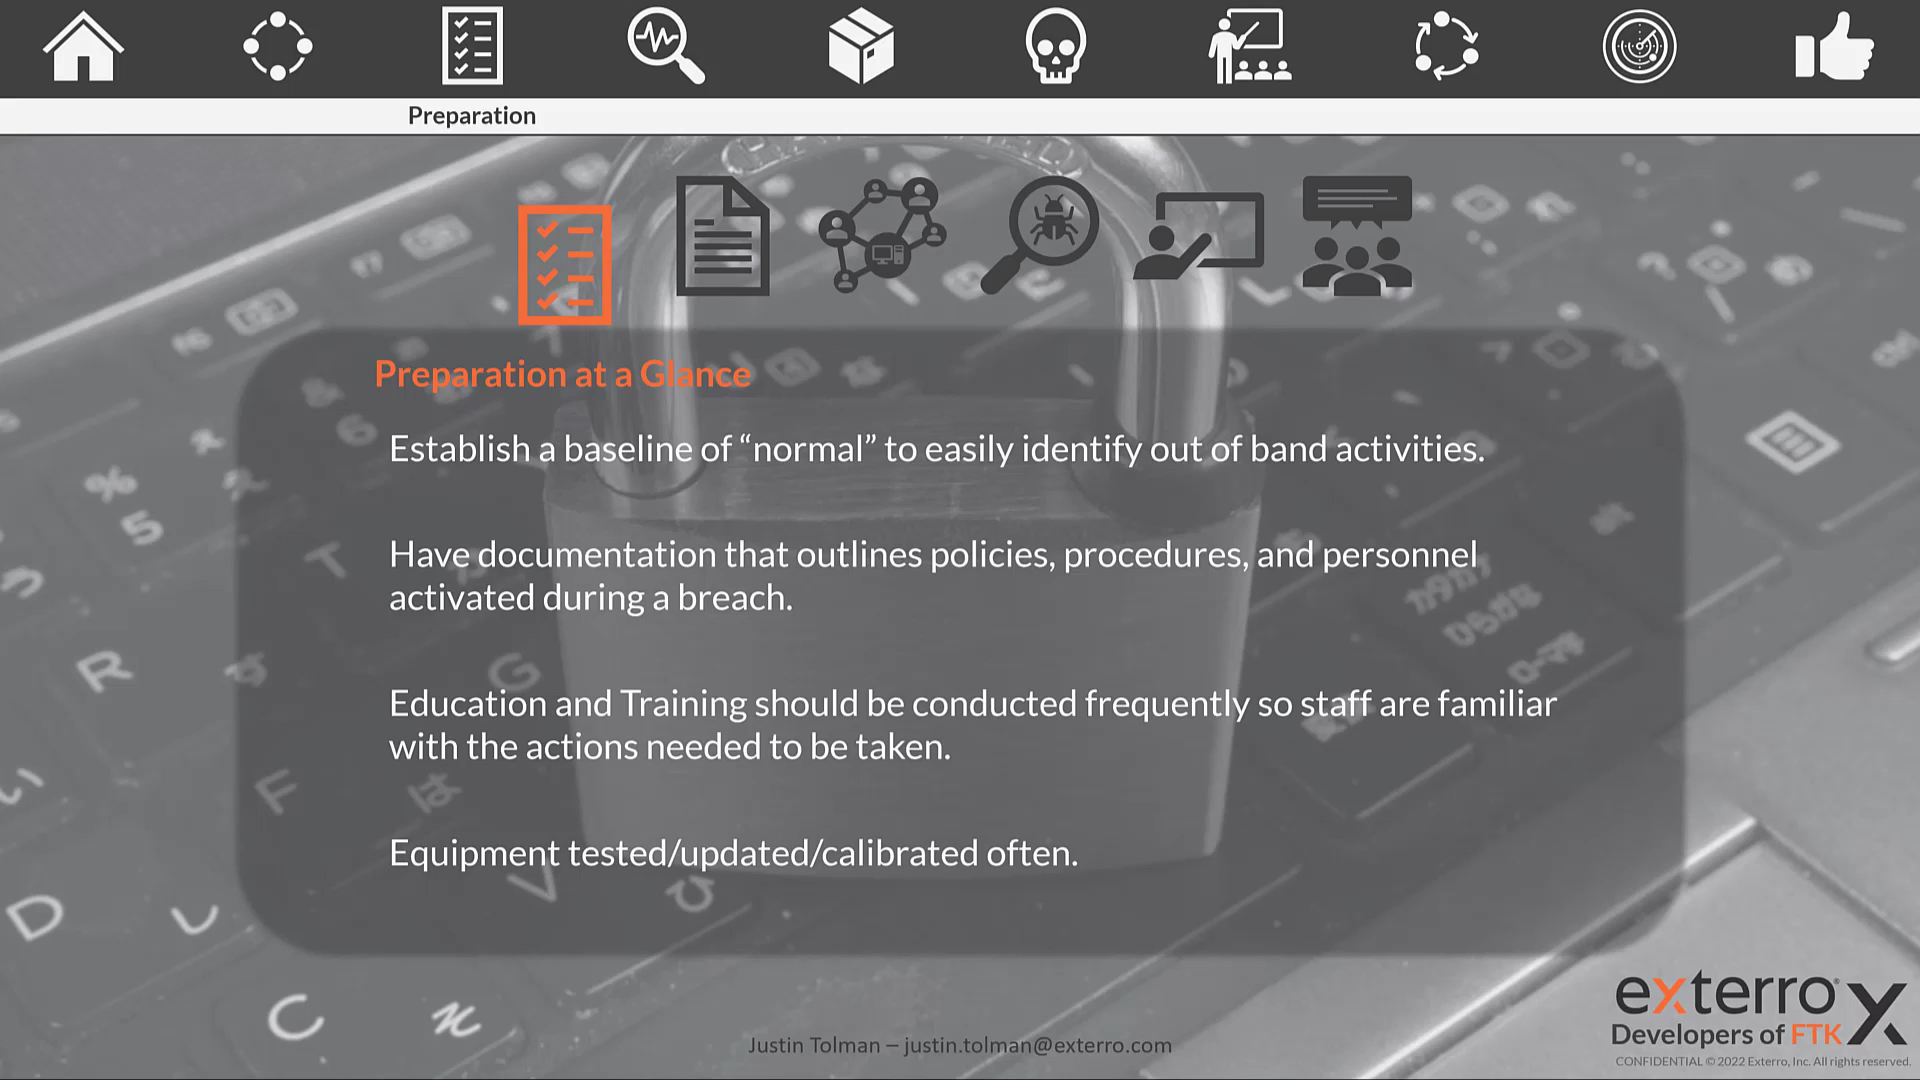 Preparation
Preparation at a Glance
Establish a baseline of “normal” to easily identify out of band activities.
Have documentation that outlines policies, procedures, and personnel
activated during a breach.
Education and Training should be conducted frequently so staff are familiar
with the actions needed to be taken.
Equipment tested/updated/calibrated often.
exterro®
Developers of FTK
Justin Tolman – justin.tolman@exterro.com
CONFIDENTIAL © 2022 Exterro, Inc. All rights reserved.
%
5
6
&
T
R
G
F
は
D
V
C